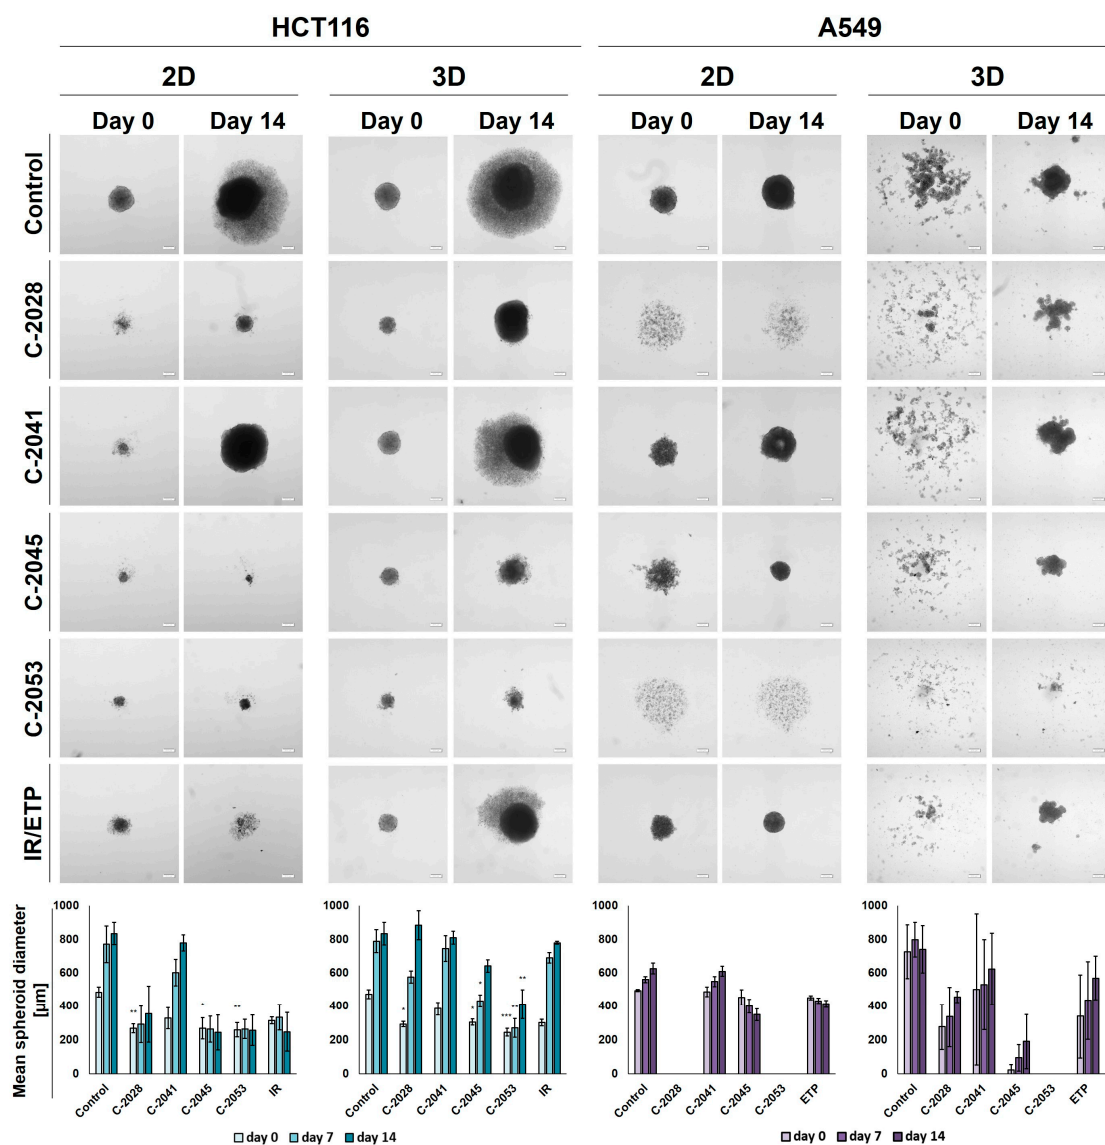 HCT116 A549
2D 3D 2D 3D
Day 0 Day 14 Day 0 Day 14 Day 0 Day 14 Day 0 Day 14
Control
C-2028
C-2041
C-2045
C-2053
IR/ETP
Mean spheroid diameter
[µm]
1000 1000 1000 1000
800 800 800 800
600 600 600 600
400 400 400 400
200 200 200 200
0 0 0 0
** * ** * * *** ** **
Control C-2028 C-2041 C-2045 C-2053 IR Control C-2028 C-2041 C-2045 C-2053 IR Control C-2028 C-2041 C-2045 C-2053 ETP Control C-2028 C-2041 C-2045 C-2053 ETP
day 0 day 7 day 14 day 0 day 7 day 14